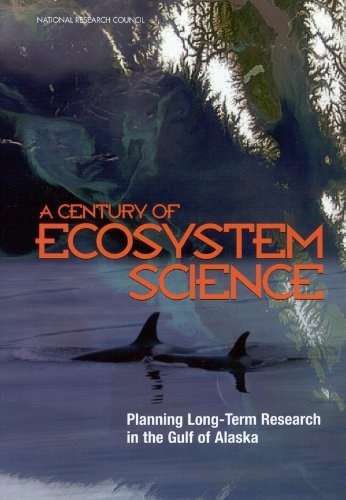 NATIONAL RESEARCH COUNCIL
A CENTURY OF
ECOSYSTEM
SCIENCE
Planning Long-Term Research
in the Gulf of Alaska